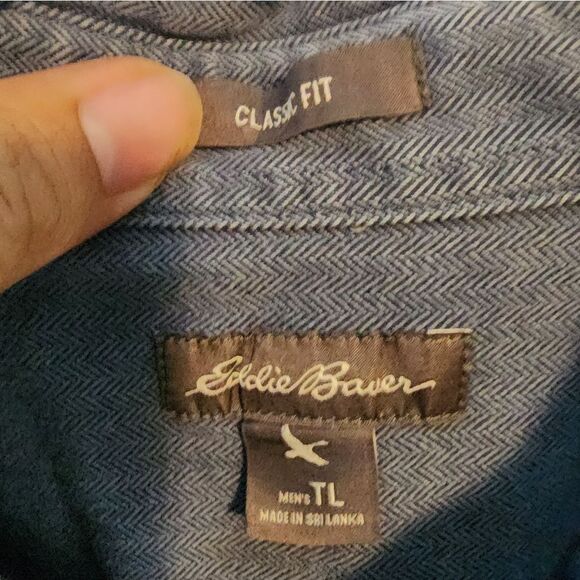 CLASSIC FIT
Eddie Bauer
MEN'S TL
MADE IN SRI LANKA